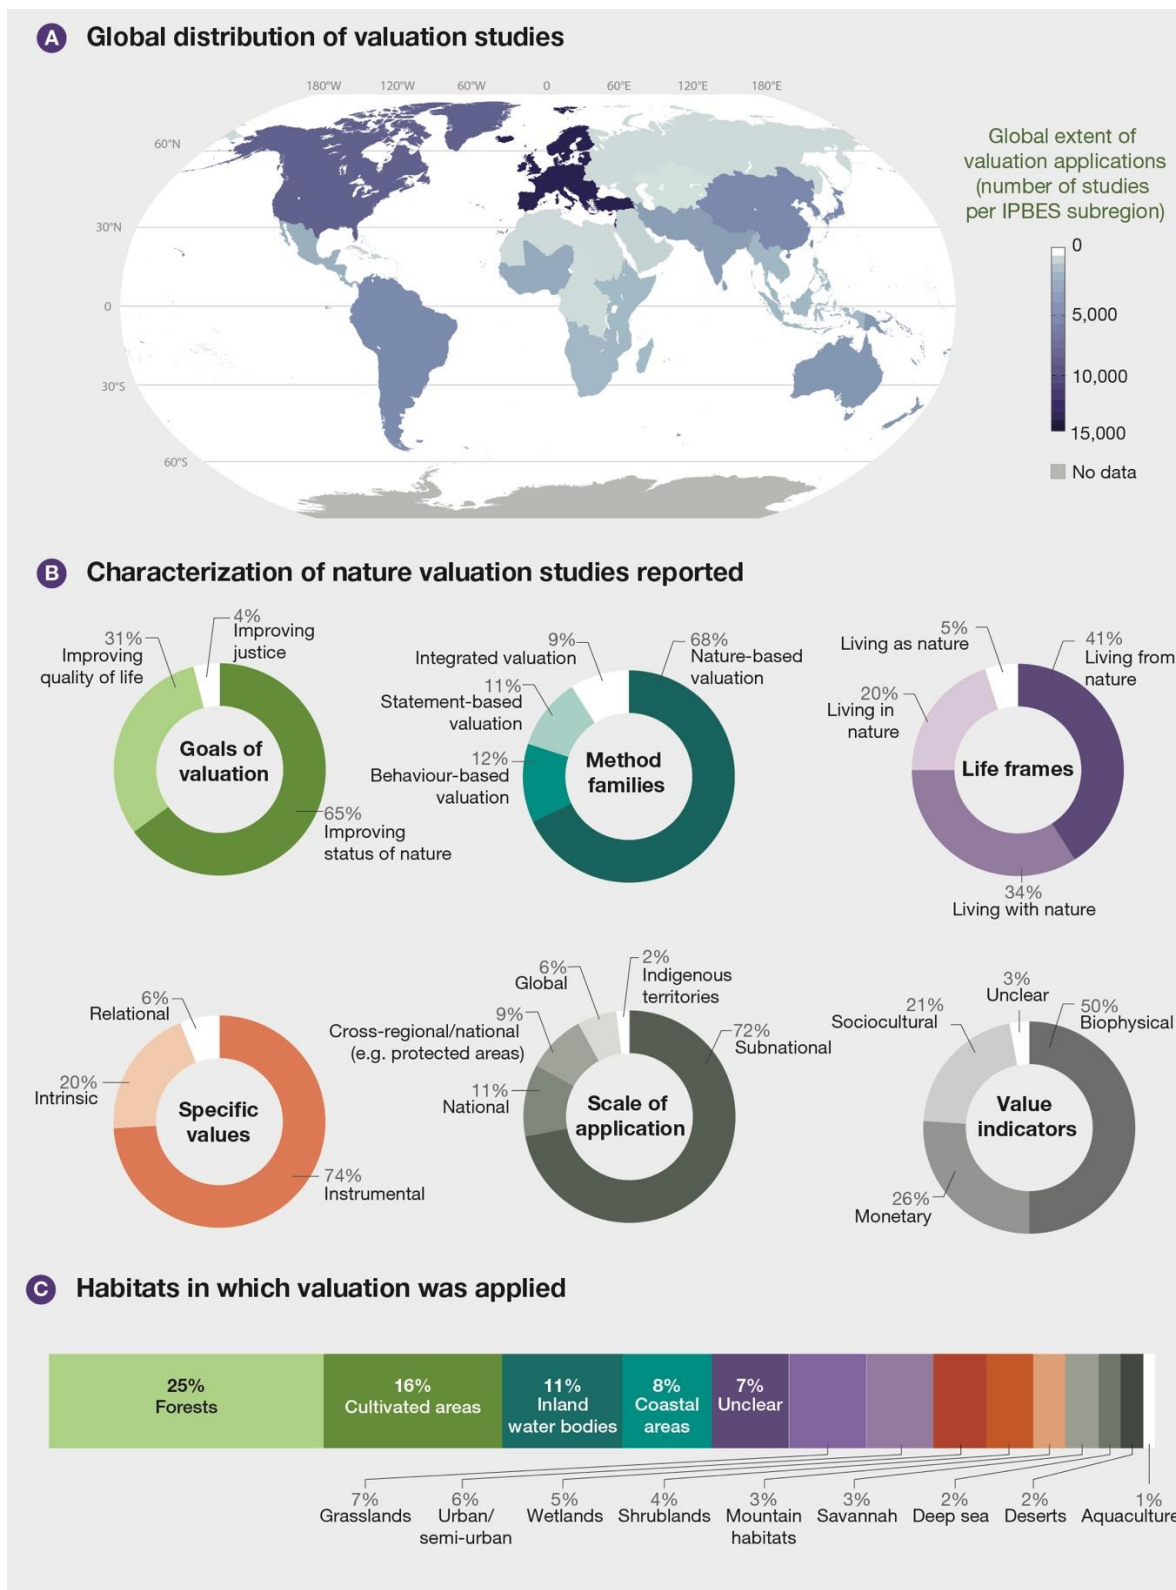 A Global distribution of valuation studies
180°W 120°W 60°W 0 60°E 120°E 180°E
60°N
30°N
0
30°S
60°S
Global extent of
valuation applications
(number of studies
per IPBES subregion)
0
5,000
10,000
15,000
No data
B Characterization of nature valuation studies reported
Goals of
valuation
4%
Improving
justice
31%
Improving
quality of life
65%
Improving
status of nature
Method
families
9%
Integrated valuation
68%
Nature-based
valuation
11%
Statement-based
valuation
12%
Behaviour-based
valuation
Life frames
5%
Living as nature
41%
Living from
nature
20%
Living in
nature
34%
Living with nature
Specific
values
6%
Relational
20%
Intrinsic
74%
Instrumental
Scale of
application
6%
Global
2%
Indigenous
territories
9%
Cross-regional/national
(e.g. protected areas)
72%
Subnational
11%
National
Value
indicators
3%
Unclear
21%
Sociocultural
50%
Biophysical
26%
Monetary
C Habitats in which valuation was applied
25%
Forests
16%
Cultivated areas
11%
Inland
water bodies
8%
Coastal
areas
7%
Unclear
7%
Grasslands
6%
Urban/
semi-urban
5%
Wetlands
4%
Shrublands
3%
Mountain
habitats
3%
Savannah
2%
Deep sea
2%
Deserts
1%
Aquaculture